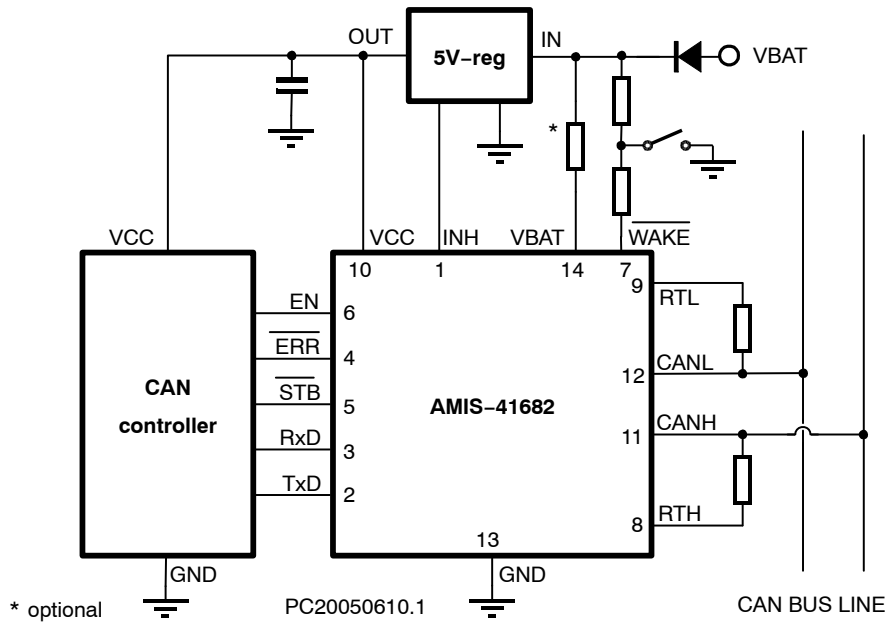 OUT
5V−reg
IN
VBAT
*
VCC
VCC
INH
VBAT
WAKE
10
1
14
7
9
RTL
EN
6
ERR
4
12
CANL
CAN
controller
STB
5
AMIS−41682
RxD
3
11
CANH
TxD
2
8
RTH
13
GND
GND
* optional
PC20050610.1
CAN BUS LINE